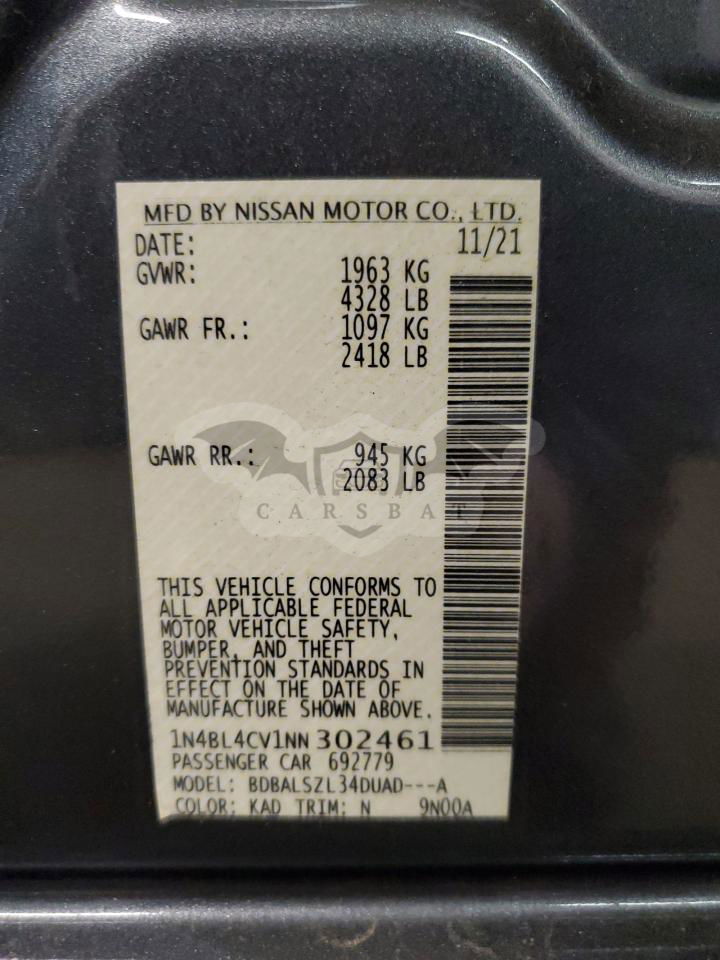 MFD BY NISSAN MOTOR CO., LTD.
DATE: 11/21
GVWR: 1963 KG
4328 LB
GAWR FR.: 1097 KG
2418 LB
GAWR RR.: 945 KG
2083 LB
CARSBAT
THIS VEHICLE CONFORMS TO
ALL APPLICABLE FEDERAL
MOTOR VEHICLE SAFETY,
BUMPER, AND THEFT
PREVENTION STANDARDS IN
EFFECT ON THE DATE OF
MANUFACTURE SHOWN ABOVE.
1N4BL4CV1NN302461
PASSENGER CAR 692779
MODEL: BDBALSZL34DUAD---A
COLOR: KAD TRIM: N 9N00A